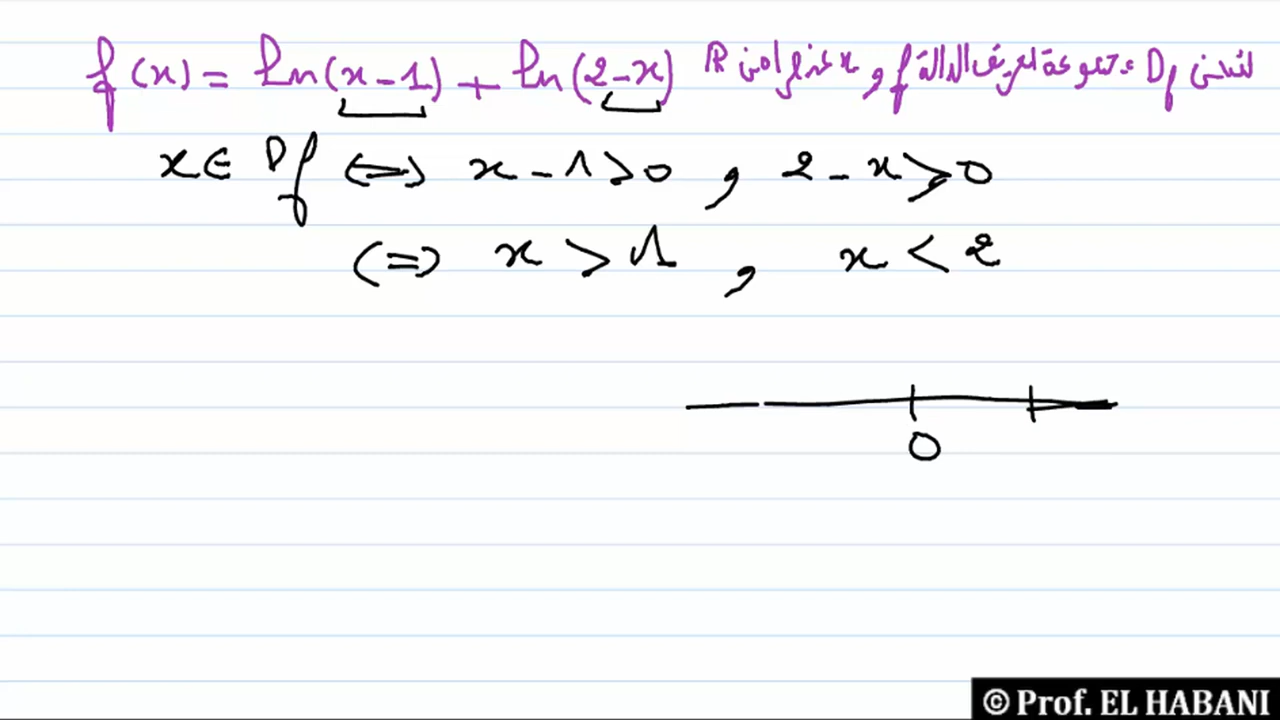 f(x) = ln(x-1) + ln(2-x) لتكن Df مجموعة تعريف الدالة f و x عنصرا من ℝ
x ∈ Df ⟺ x - 1 > 0 , 2 - x > 0
⟺ x > 1 , x < 2
0
© Prof. EL HABANI